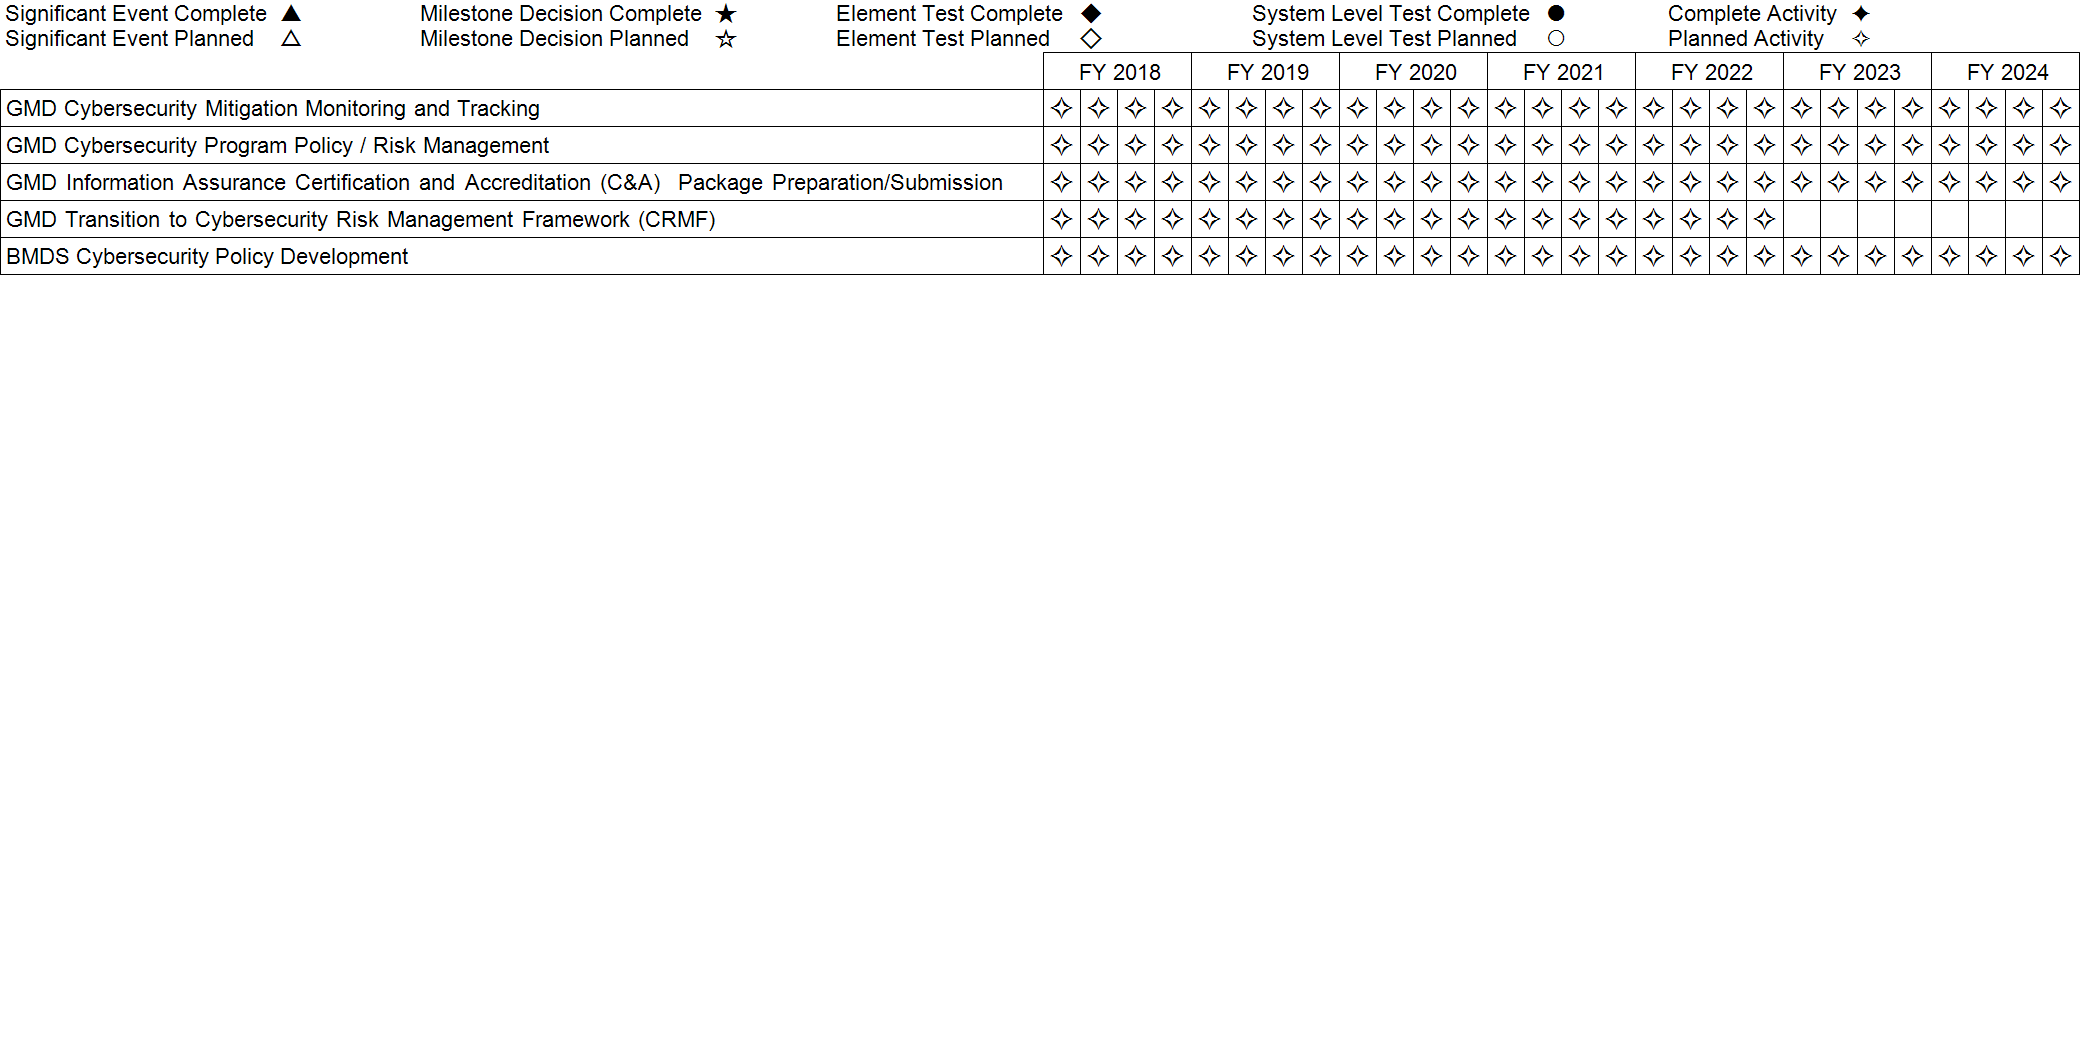 Significant Event Complete ▲ Milestone Decision Complete ★ Element Test Complete ◆ System Level Test Complete ● Complete Activity ✦
Significant Event Planned △ Milestone Decision Planned ☆ Element Test Planned ◇ System Level Test Planned ○ Planned Activity ✧
FY 2018 FY 2019 FY 2020 FY 2021 FY 2022 FY 2023 FY 2024
GMD Cybersecurity Mitigation Monitoring and Tracking ✧ ✧ ✧ ✧ ✧ ✧ ✧ ✧ ✧ ✧ ✧ ✧ ✧ ✧ ✧ ✧ ✧ ✧ ✧ ✧ ✧ ✧ ✧ ✧ ✧ ✧ ✧ ✧
GMD Cybersecurity Program Policy / Risk Management ✧ ✧ ✧ ✧ ✧ ✧ ✧ ✧ ✧ ✧ ✧ ✧ ✧ ✧ ✧ ✧ ✧ ✧ ✧ ✧ ✧ ✧ ✧ ✧ ✧ ✧ ✧ ✧
GMD Information Assurance Certification and Accreditation (C&A) Package Preparation/Submission ✧ ✧ ✧ ✧ ✧ ✧ ✧ ✧ ✧ ✧ ✧ ✧ ✧ ✧ ✧ ✧ ✧ ✧ ✧ ✧ ✧ ✧ ✧ ✧ ✧ ✧ ✧ ✧
GMD Transition to Cybersecurity Risk Management Framework (CRMF) ✧ ✧ ✧ ✧ ✧ ✧ ✧ ✧ ✧ ✧ ✧ ✧ ✧ ✧ ✧ ✧ ✧ ✧ ✧ ✧
BMDS Cybersecurity Policy Development ✧ ✧ ✧ ✧ ✧ ✧ ✧ ✧ ✧ ✧ ✧ ✧ ✧ ✧ ✧ ✧ ✧ ✧ ✧ ✧ ✧ ✧ ✧ ✧ ✧ ✧ ✧ ✧